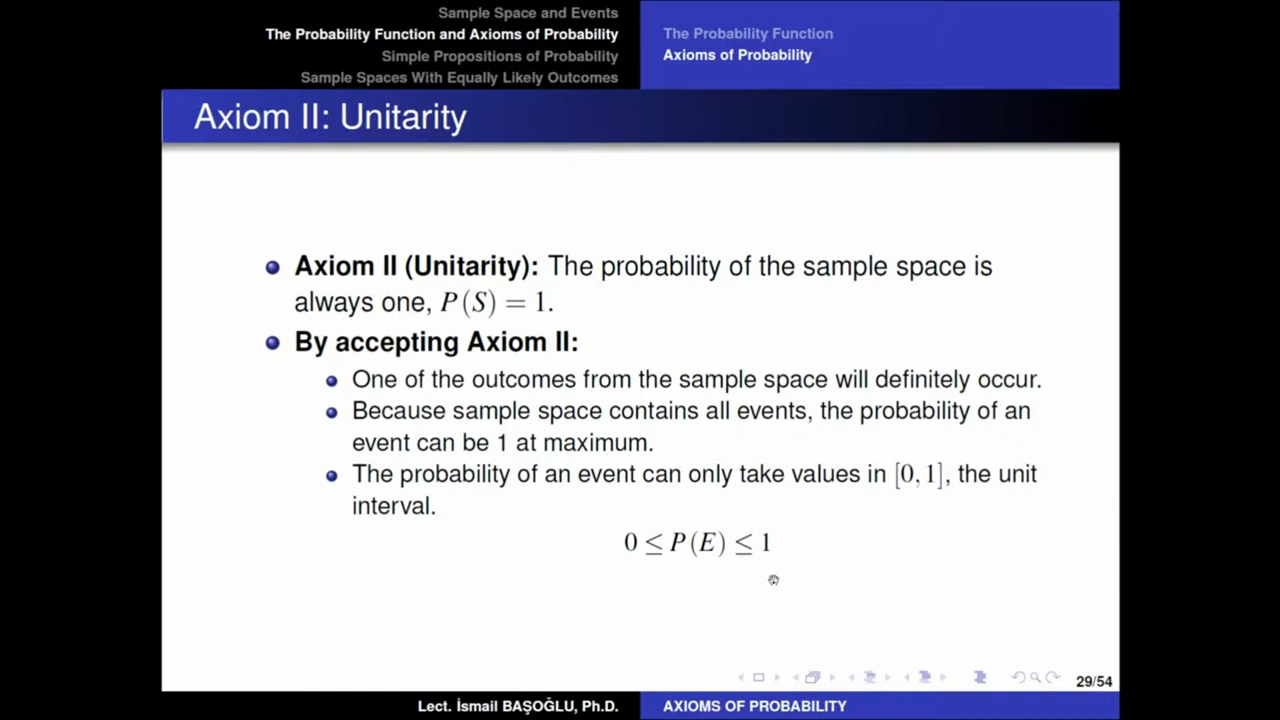 Sample Space and Events
The Probability Function and Axioms of Probability
Simple Propositions of Probability
Sample Spaces With Equally Likely Outcomes
The Probability Function
Axioms of Probability
Axiom II: Unitarity
Axiom II (Unitarity): The probability of the sample space is
always one, P(S) = 1.
By accepting Axiom II:
One of the outcomes from the sample space will definitely occur.
Because sample space contains all events, the probability of an
event can be 1 at maximum.
The probability of an event can only take values in [0, 1], the unit
interval.
0 ≤ P(E) ≤ 1
29/54
Lect. İsmail BAŞOĞLU, Ph.D.
AXIOMS OF PROBABILITY